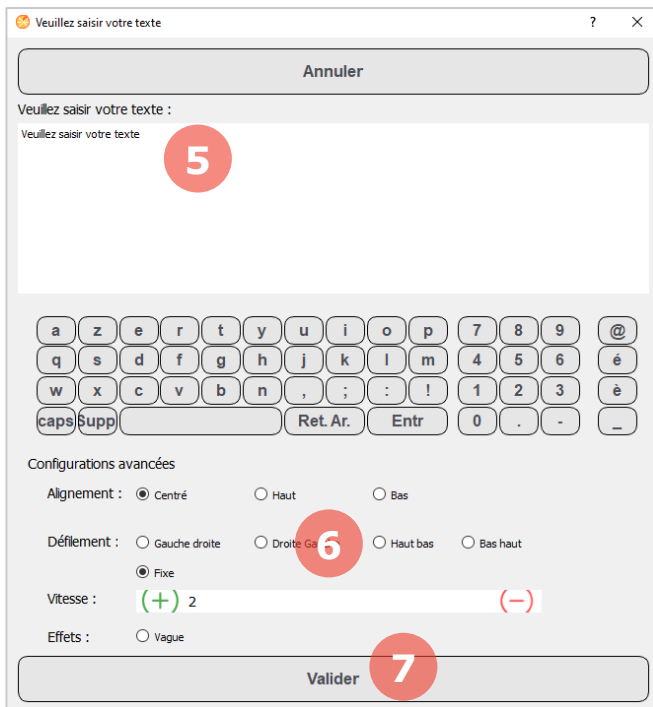 Veuillez saisir votre texte ? ×
Annuler
Veuillez saisir votre texte :
Veuillez saisir votre texte
5
a z e r t y u i o p 7 8 9 @
q s d f g h j k l m 4 5 6 é
w x c v b n , ; : ! 1 2 3 è
caps Supp Ret. Ar. Entr 0 . - _
Configurations avancées
Alignement : Centré Haut Bas
Défilement : Gauche droite Droite Haut bas Bas haut
6
Fixe
Vitesse : (+) 2 (−)
Effets : Vague
Valider 7